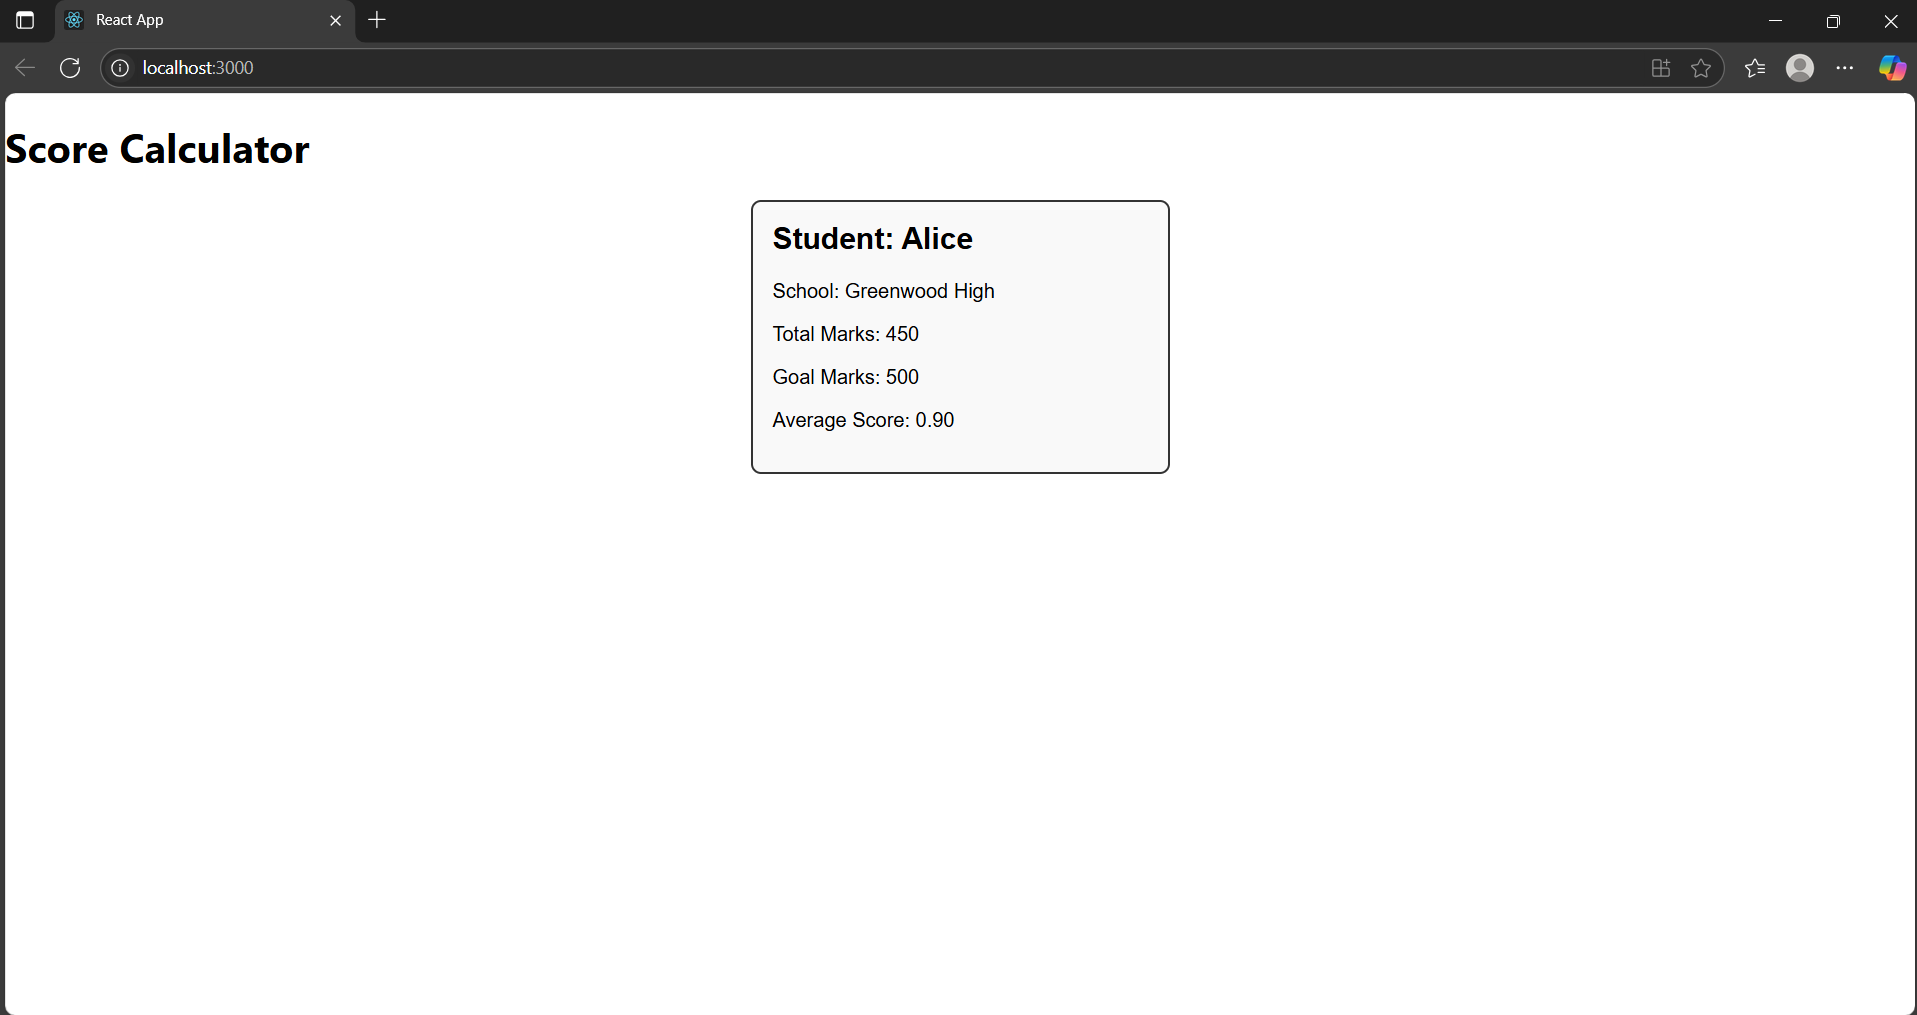 React App
localhost:3000
Score Calculator
Student: Alice
School: Greenwood High
Total Marks: 450
Goal Marks: 500
Average Score: 0.90